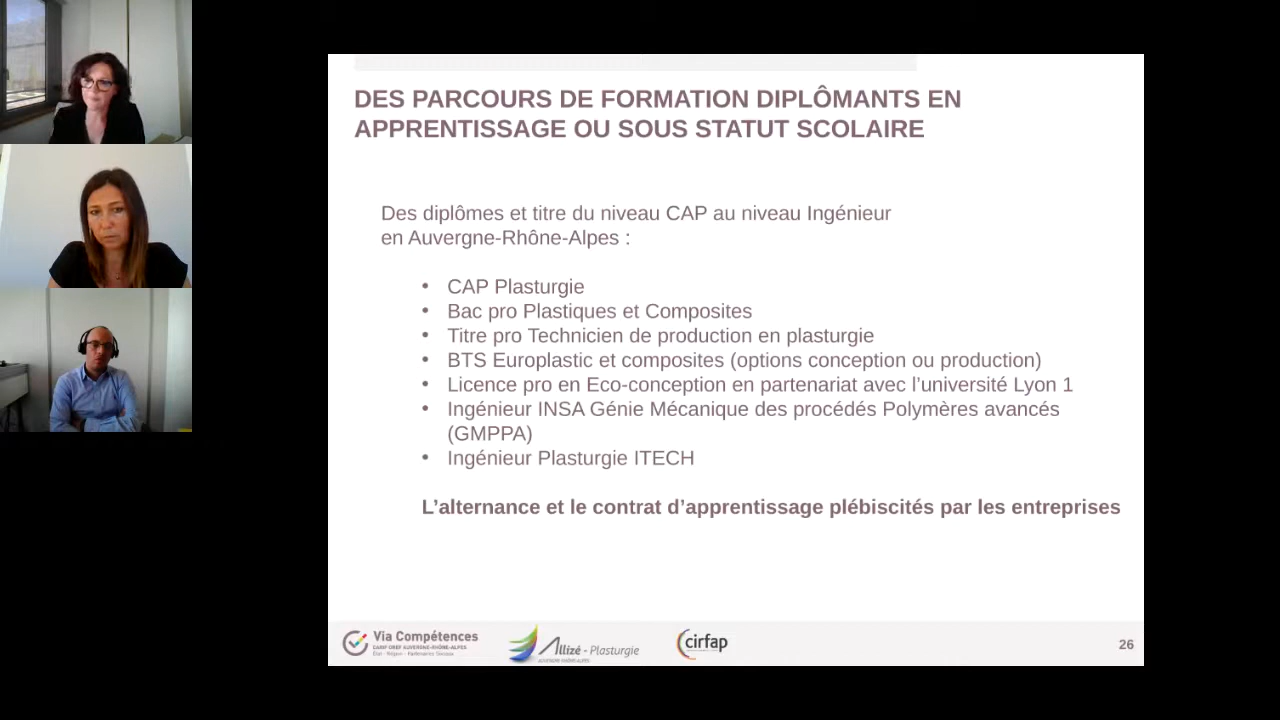 DES PARCOURS DE FORMATION DIPLÔMANTS EN
APPRENTISSAGE OU SOUS STATUT SCOLAIRE
Des diplômes et titre du niveau CAP au niveau Ingénieur
en Auvergne-Rhône-Alpes :
• CAP Plasturgie
• Bac pro Plastiques et Composites
• Titre pro Technicien de production en plasturgie
• BTS Europlastic et composites (options conception ou production)
• Licence pro en Eco-conception en partenariat avec l’université Lyon 1
• Ingénieur INSA Génie Mécanique des procédés Polymères avancés
(GMPPA)
• Ingénieur Plasturgie ITECH
L’alternance et le contrat d’apprentissage plébiscités par les entreprises
Via Compétences
CARIF OREF AUVERGNE-RHÔNE-ALPES
État - Région - Partenaires Sociaux
Allizé - Plasturgie
AUVERGNE-RHÔNE-ALPES
cirfap
26